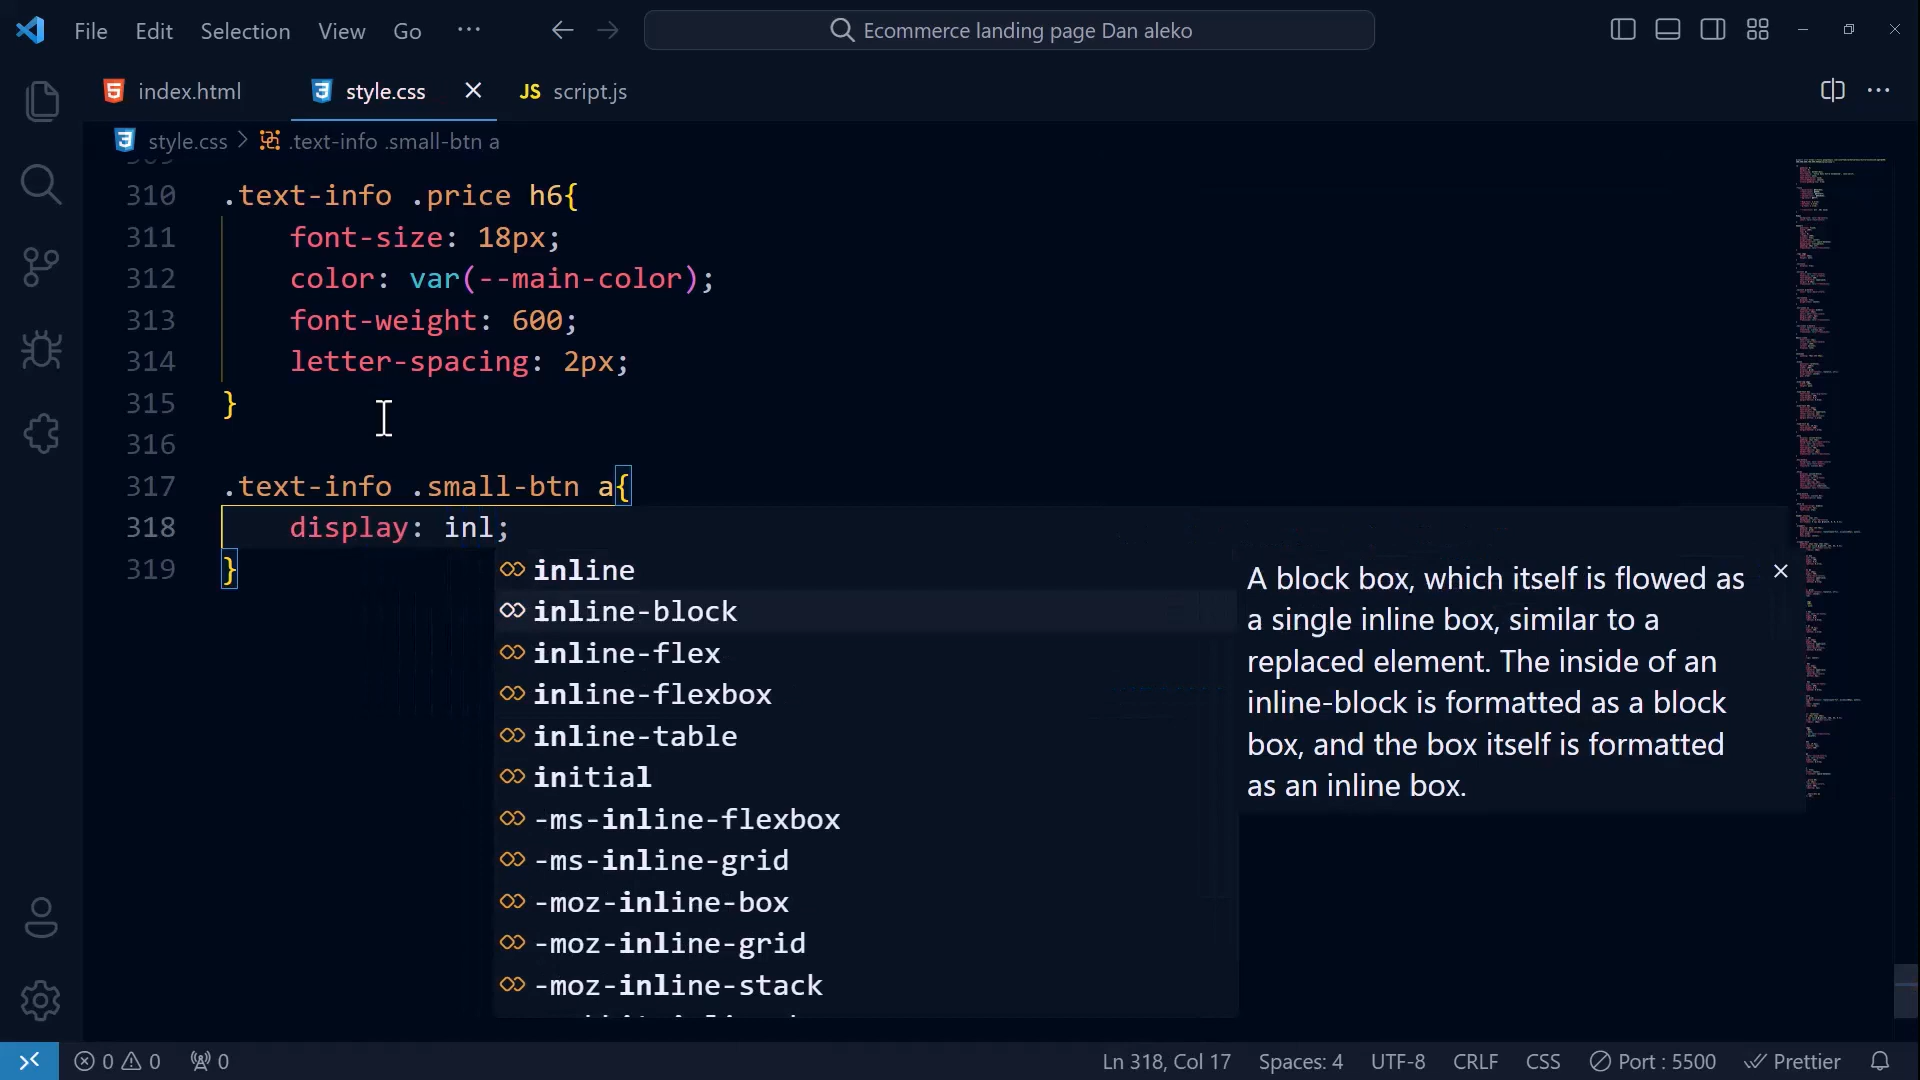 File Edit Selection View Go ··· Ecommerce landing page Dan aleko
index.html style.css JS script.js
style.css > .text-info .small-btn a
309
310 .text-info .price h6{
311 font-size: 18px;
312 color: var(--main-color);
313 font-weight: 600;
314 letter-spacing: 2px;
315 }
316
317 .text-info .small-btn a{
318 display: inl;
319 }
inline
inline-block
inline-flex
inline-flexbox
inline-table
initial
-ms-inline-flexbox
-ms-inline-grid
-moz-inline-box
-moz-inline-grid
-moz-inline-stack
A block box, which itself is flowed as
a single inline box, similar to a
replaced element. The inside of an
inline-block is formatted as a block
box, and the box itself is formatted
as an inline box.
0 0 0 Ln 318, Col 17 Spaces: 4 UTF-8 CRLF CSS Port : 5500 Prettier